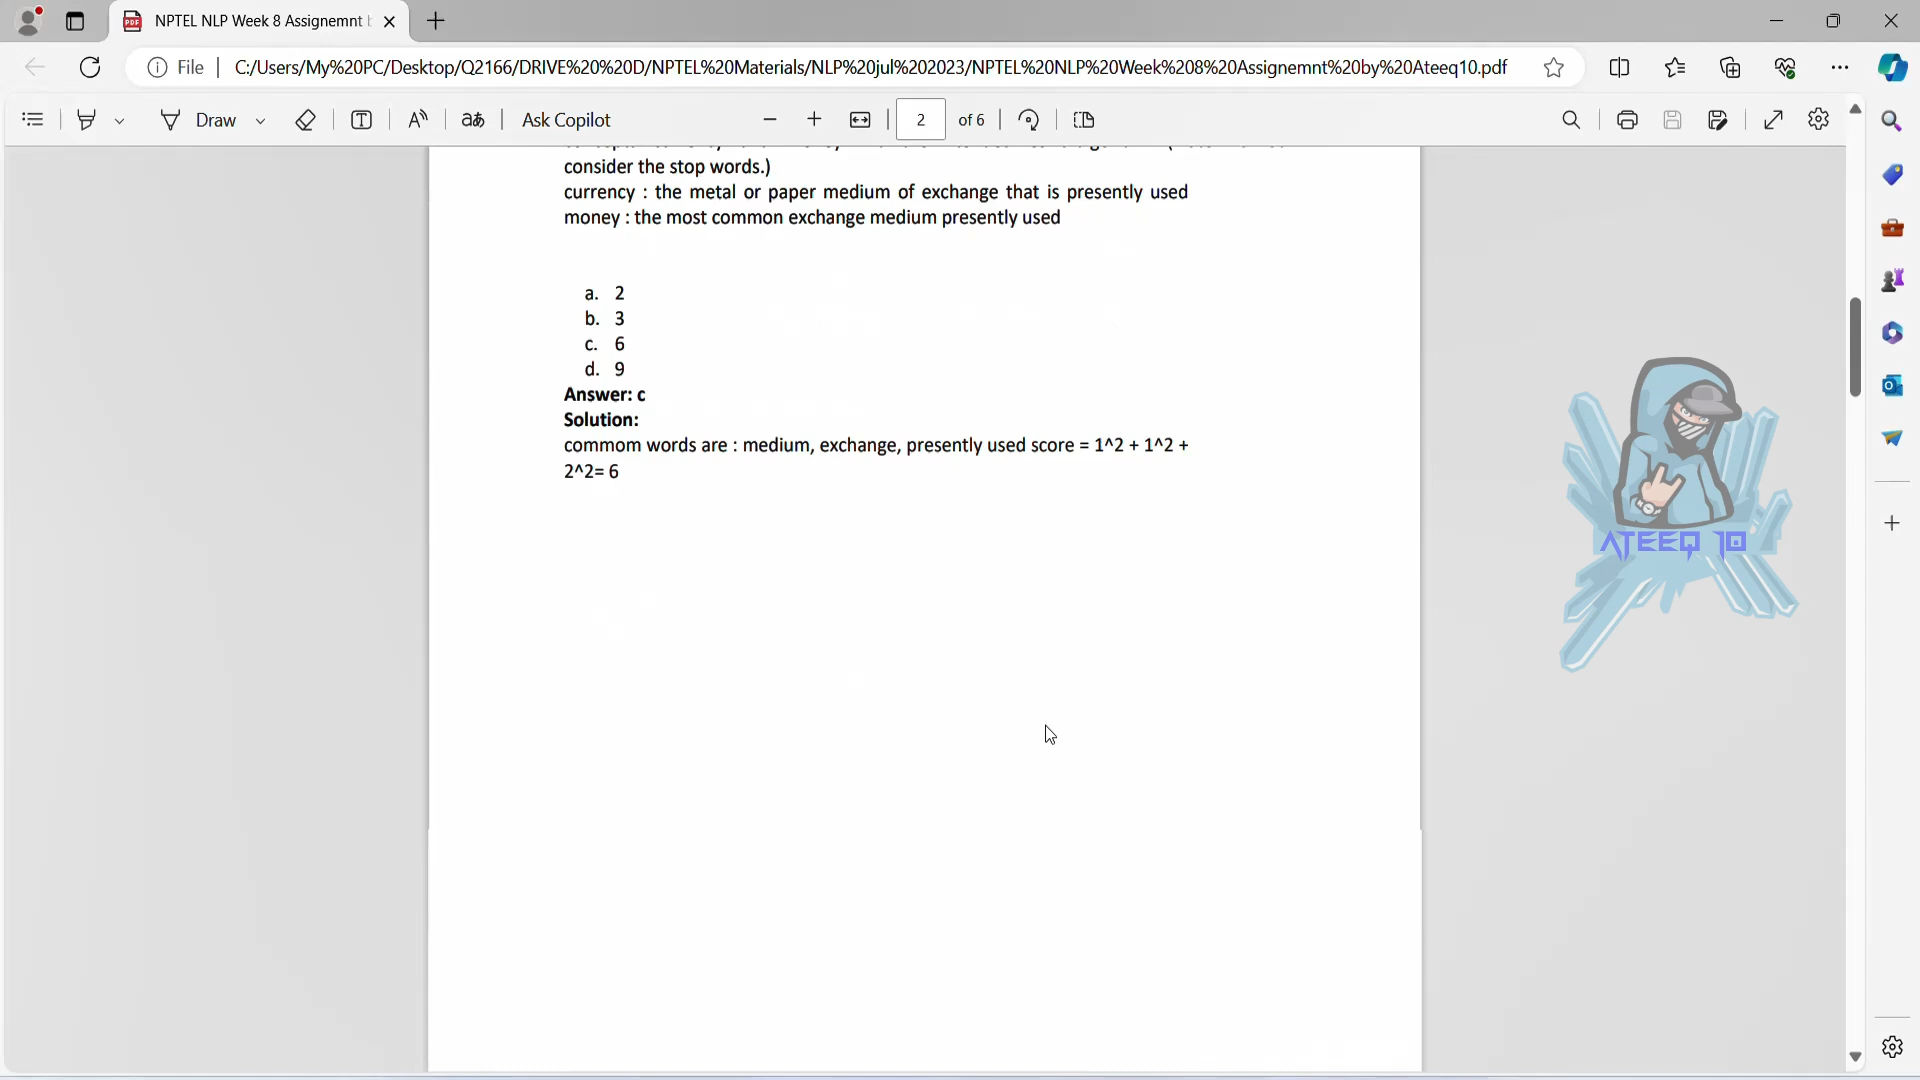 NPTEL NLP Week 8 Assignemnt
File
C:/Users/My%20PC/Desktop/Q2166/DRIVE%20%20D/NPTEL%20Materials/NLP%20jul%202023/NPTEL%20NLP%20Week%208%20Assignemnt%20by%20Ateeq10.pdf
Draw
Ask Copilot
2 of 6
consider the stop words.)
currency : the metal or paper medium of exchange that is presently used
money : the most common exchange medium presently used
a. 2
b. 3
c. 6
d. 9
Answer: c
Solution:
commom words are : medium, exchange, presently used score = 1^2 + 1^2 +
2^2= 6
ATEEQ 10